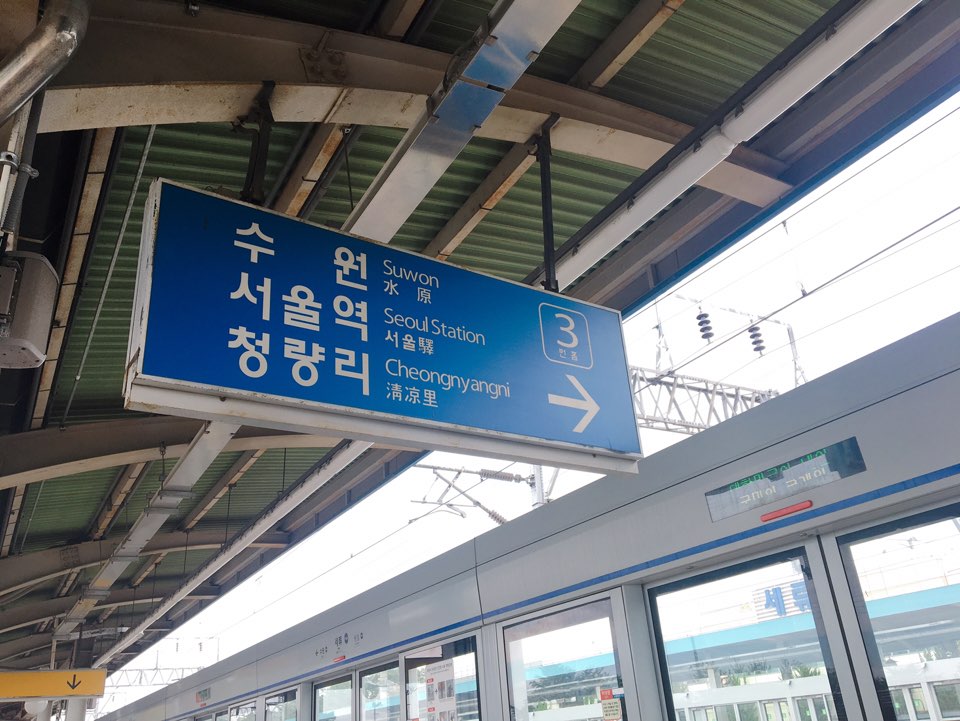 수 원 Suwon
水 原
서울역 Seoul Station
서울驛
청량리 Cheongnyangni
淸凉里
3
번 홈